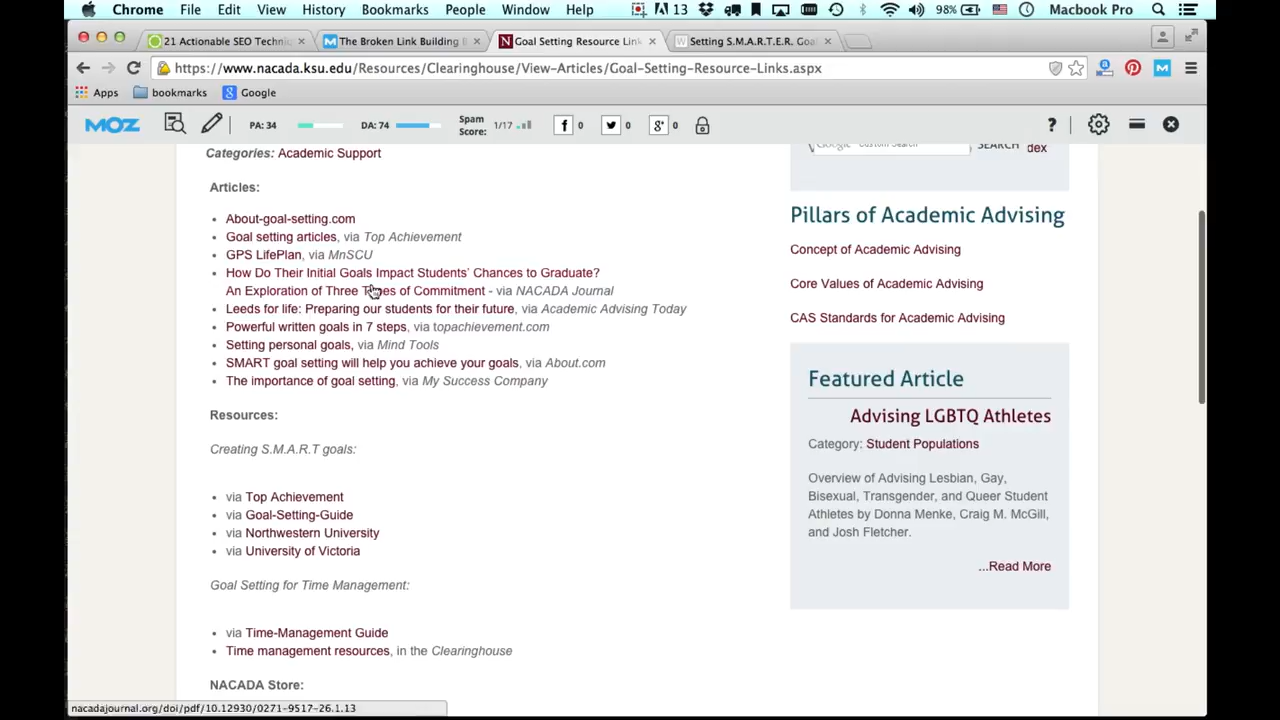 Chrome File Edit View History Bookmarks People Window Help 13 98% Macbook Pro
21 Actionable SEO Techniq The Broken Link Building B Goal Setting Resource Link Setting S.M.A.R.T.E.R. Goal
https://www.nacada.ksu.edu/Resources/Clearinghouse/View-Articles/Goal-Setting-Resource-Links.aspx
Apps bookmarks Google
MOZ PA: 34 DA: 74 Spam Score: 1/17 0 0 0
Categories: Academic Support
SEARCH dex
Articles:
About-goal-setting.com
Goal setting articles, via Top Achievement
GPS LifePlan, via MnSCU
How Do Their Initial Goals Impact Students' Chances to Graduate?
An Exploration of Three Types of Commitment - via NACADA Journal
Leeds for life: Preparing our students for their future, via Academic Advising Today
Powerful written goals in 7 steps, via topachievement.com
Setting personal goals, via Mind Tools
SMART goal setting will help you achieve your goals, via About.com
The importance of goal setting, via My Success Company
Resources:
Creating S.M.A.R.T goals:
via Top Achievement
via Goal-Setting-Guide
via Northwestern University
via University of Victoria
Goal Setting for Time Management:
via Time-Management Guide
Time management resources, in the Clearinghouse
NACADA Store:
Pillars of Academic Advising
Concept of Academic Advising
Core Values of Academic Advising
CAS Standards for Academic Advising
Featured Article
Advising LGBTQ Athletes
Category: Student Populations
Overview of Advising Lesbian, Gay,
Bisexual, Transgender, and Queer Student
Athletes by Donna Menke, Craig M. McGill,
and Josh Fletcher.
...Read More
nacadajournal.org/doi/pdf/10.12930/0271-9517-26.1.13